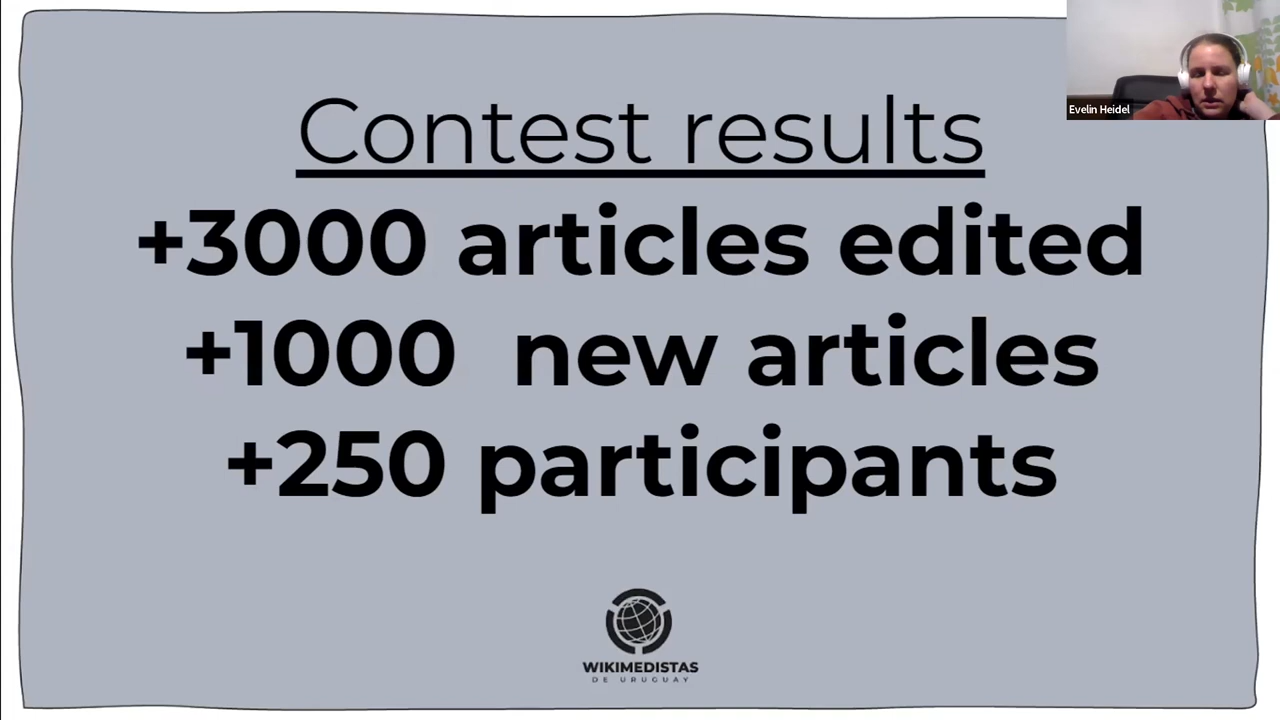 Contest results
+3000 articles edited
+1000 new articles
+250 participants
WIKIMEDISTAS
DE URUGUAY
Evelin Heidel